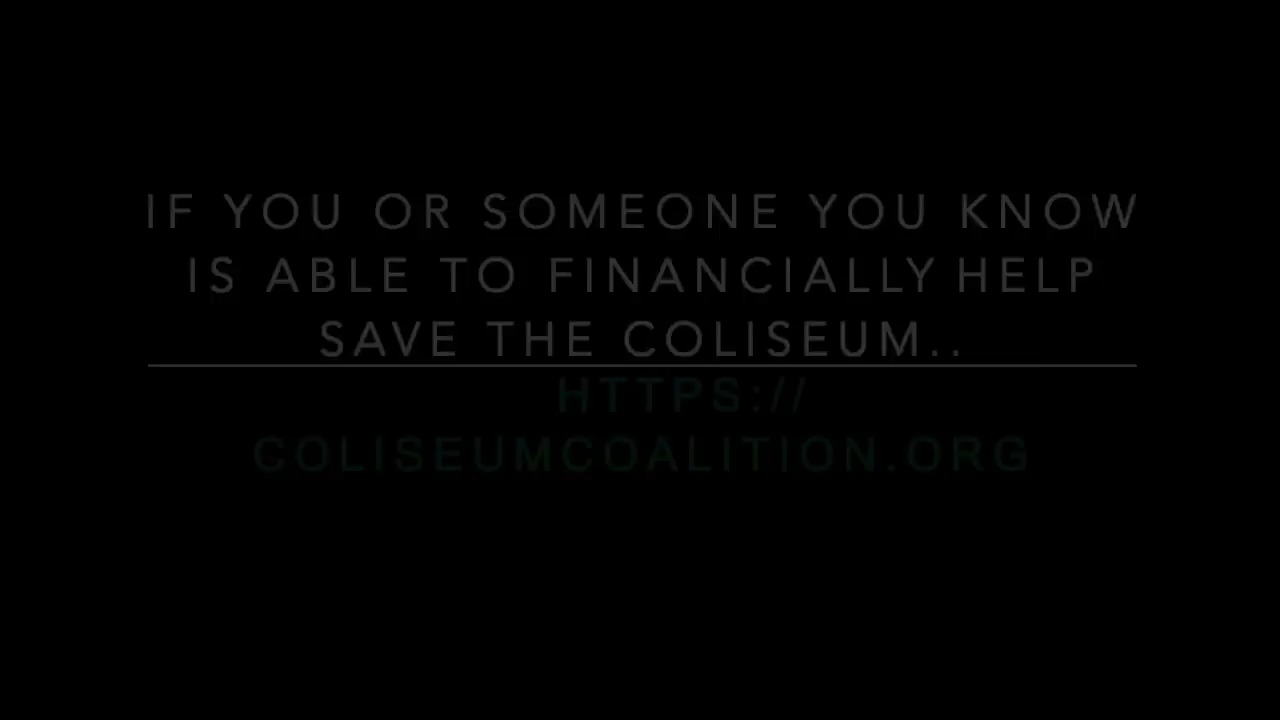 IF YOU OR SOMEONE YOU KNOW
IS ABLE TO FINANCIALLY HELP
SAVE THE COLISEUM..
HTTPS://
COLISEUMCOALITION.ORG